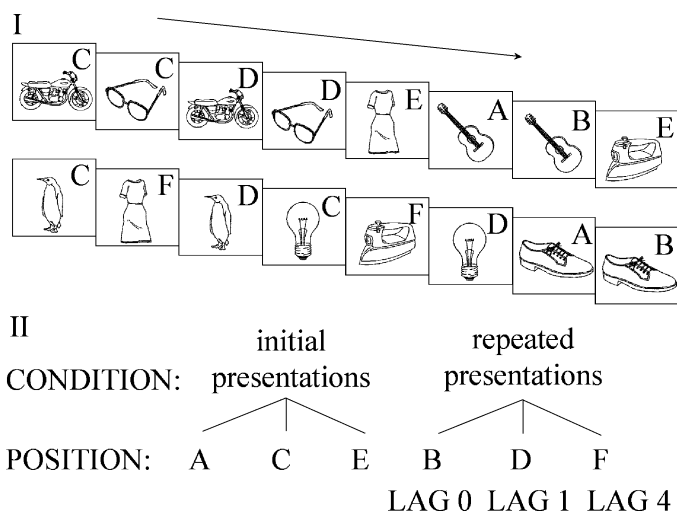 I
C C D D E A B E
C F D C F D A B
II
initial presentations
repeated presentations
CONDITION:
POSITION: A C E B D F
LAG 0 LAG 1 LAG 4